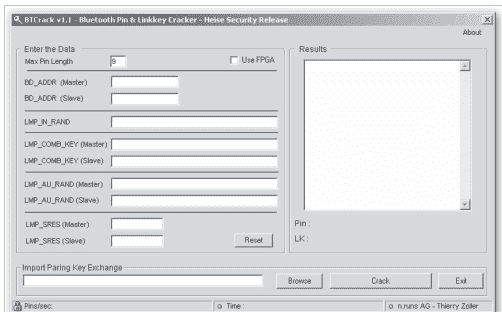 BTCrack v1.1 - Bluetooth Pin & Linkkey Cracker - Heise Security Release
About
Enter the Data
Max Pin Length 9 Use FPGA
BD_ADDR (Master)
BD_ADDR (Slave)
LMP_IN_RAND
LMP_COMB_KEY (Master)
LMP_COMB_KEY (Slave)
LMP_AU_RAND (Master)
LMP_AU_RAND (Slave)
LMP_SRES (Master)
LMP_SRES (Slave) Reset
Results
Pin :
LK :
Import Paring Key Exchange
Browse Crack Exit
Pins/sec: Time : n.runs AG - Thierry Zoller